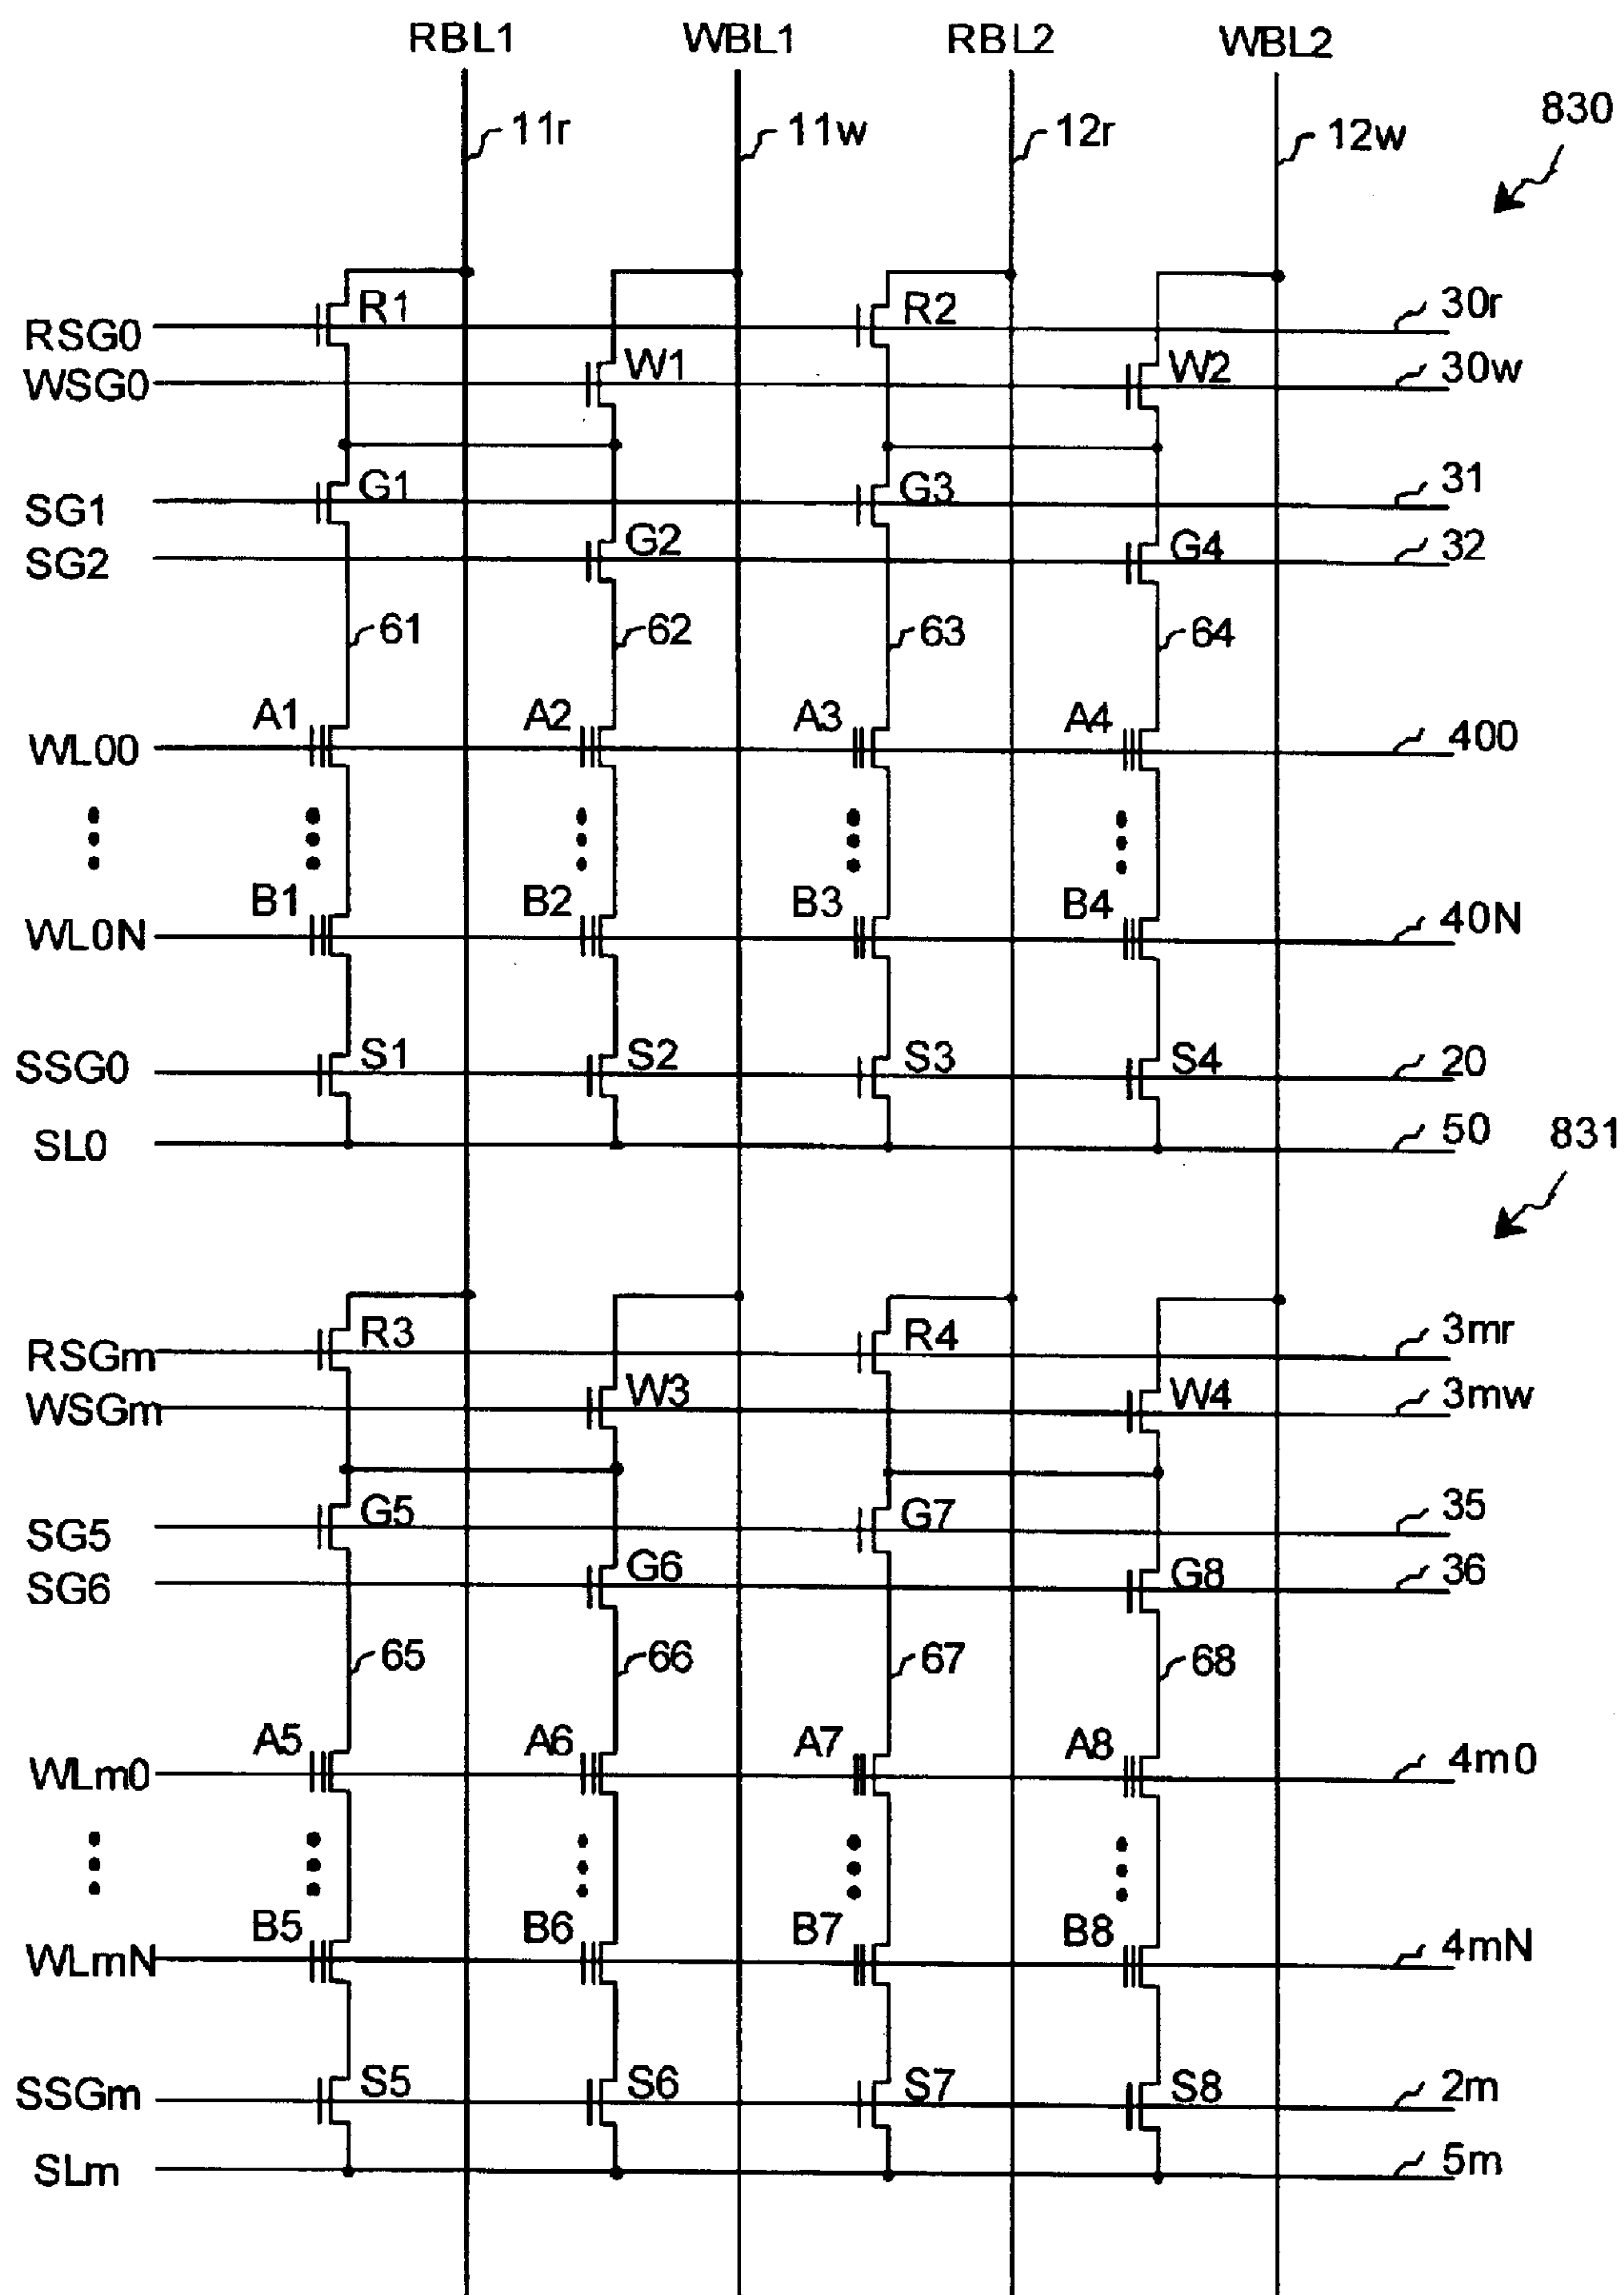 RBL1 WBL1 RBL2 WBL2
11r 11w 12r 12w 830
RSG0 R1 R2 30r
WSG0 W1 W2 30w
SG1 G1 G3 31
SG2 G2 G4 32
61 62 63 64
WL00 A1 A2 A3 A4 400
WL0N B1 B2 B3 B4 40N
SSG0 S1 S2 S3 S4 20
SL0 50
831
RSGm R3 R4 3mr
WSGm W3 W4 3mw
SG5 G5 G7 35
SG6 G6 G8 36
65 66 67 68
WLm0 A5 A6 A7 A8 4m0
WLmN B5 B6 B7 B8 4mN
SSGm S5 S6 S7 S8 2m
SLm 5m